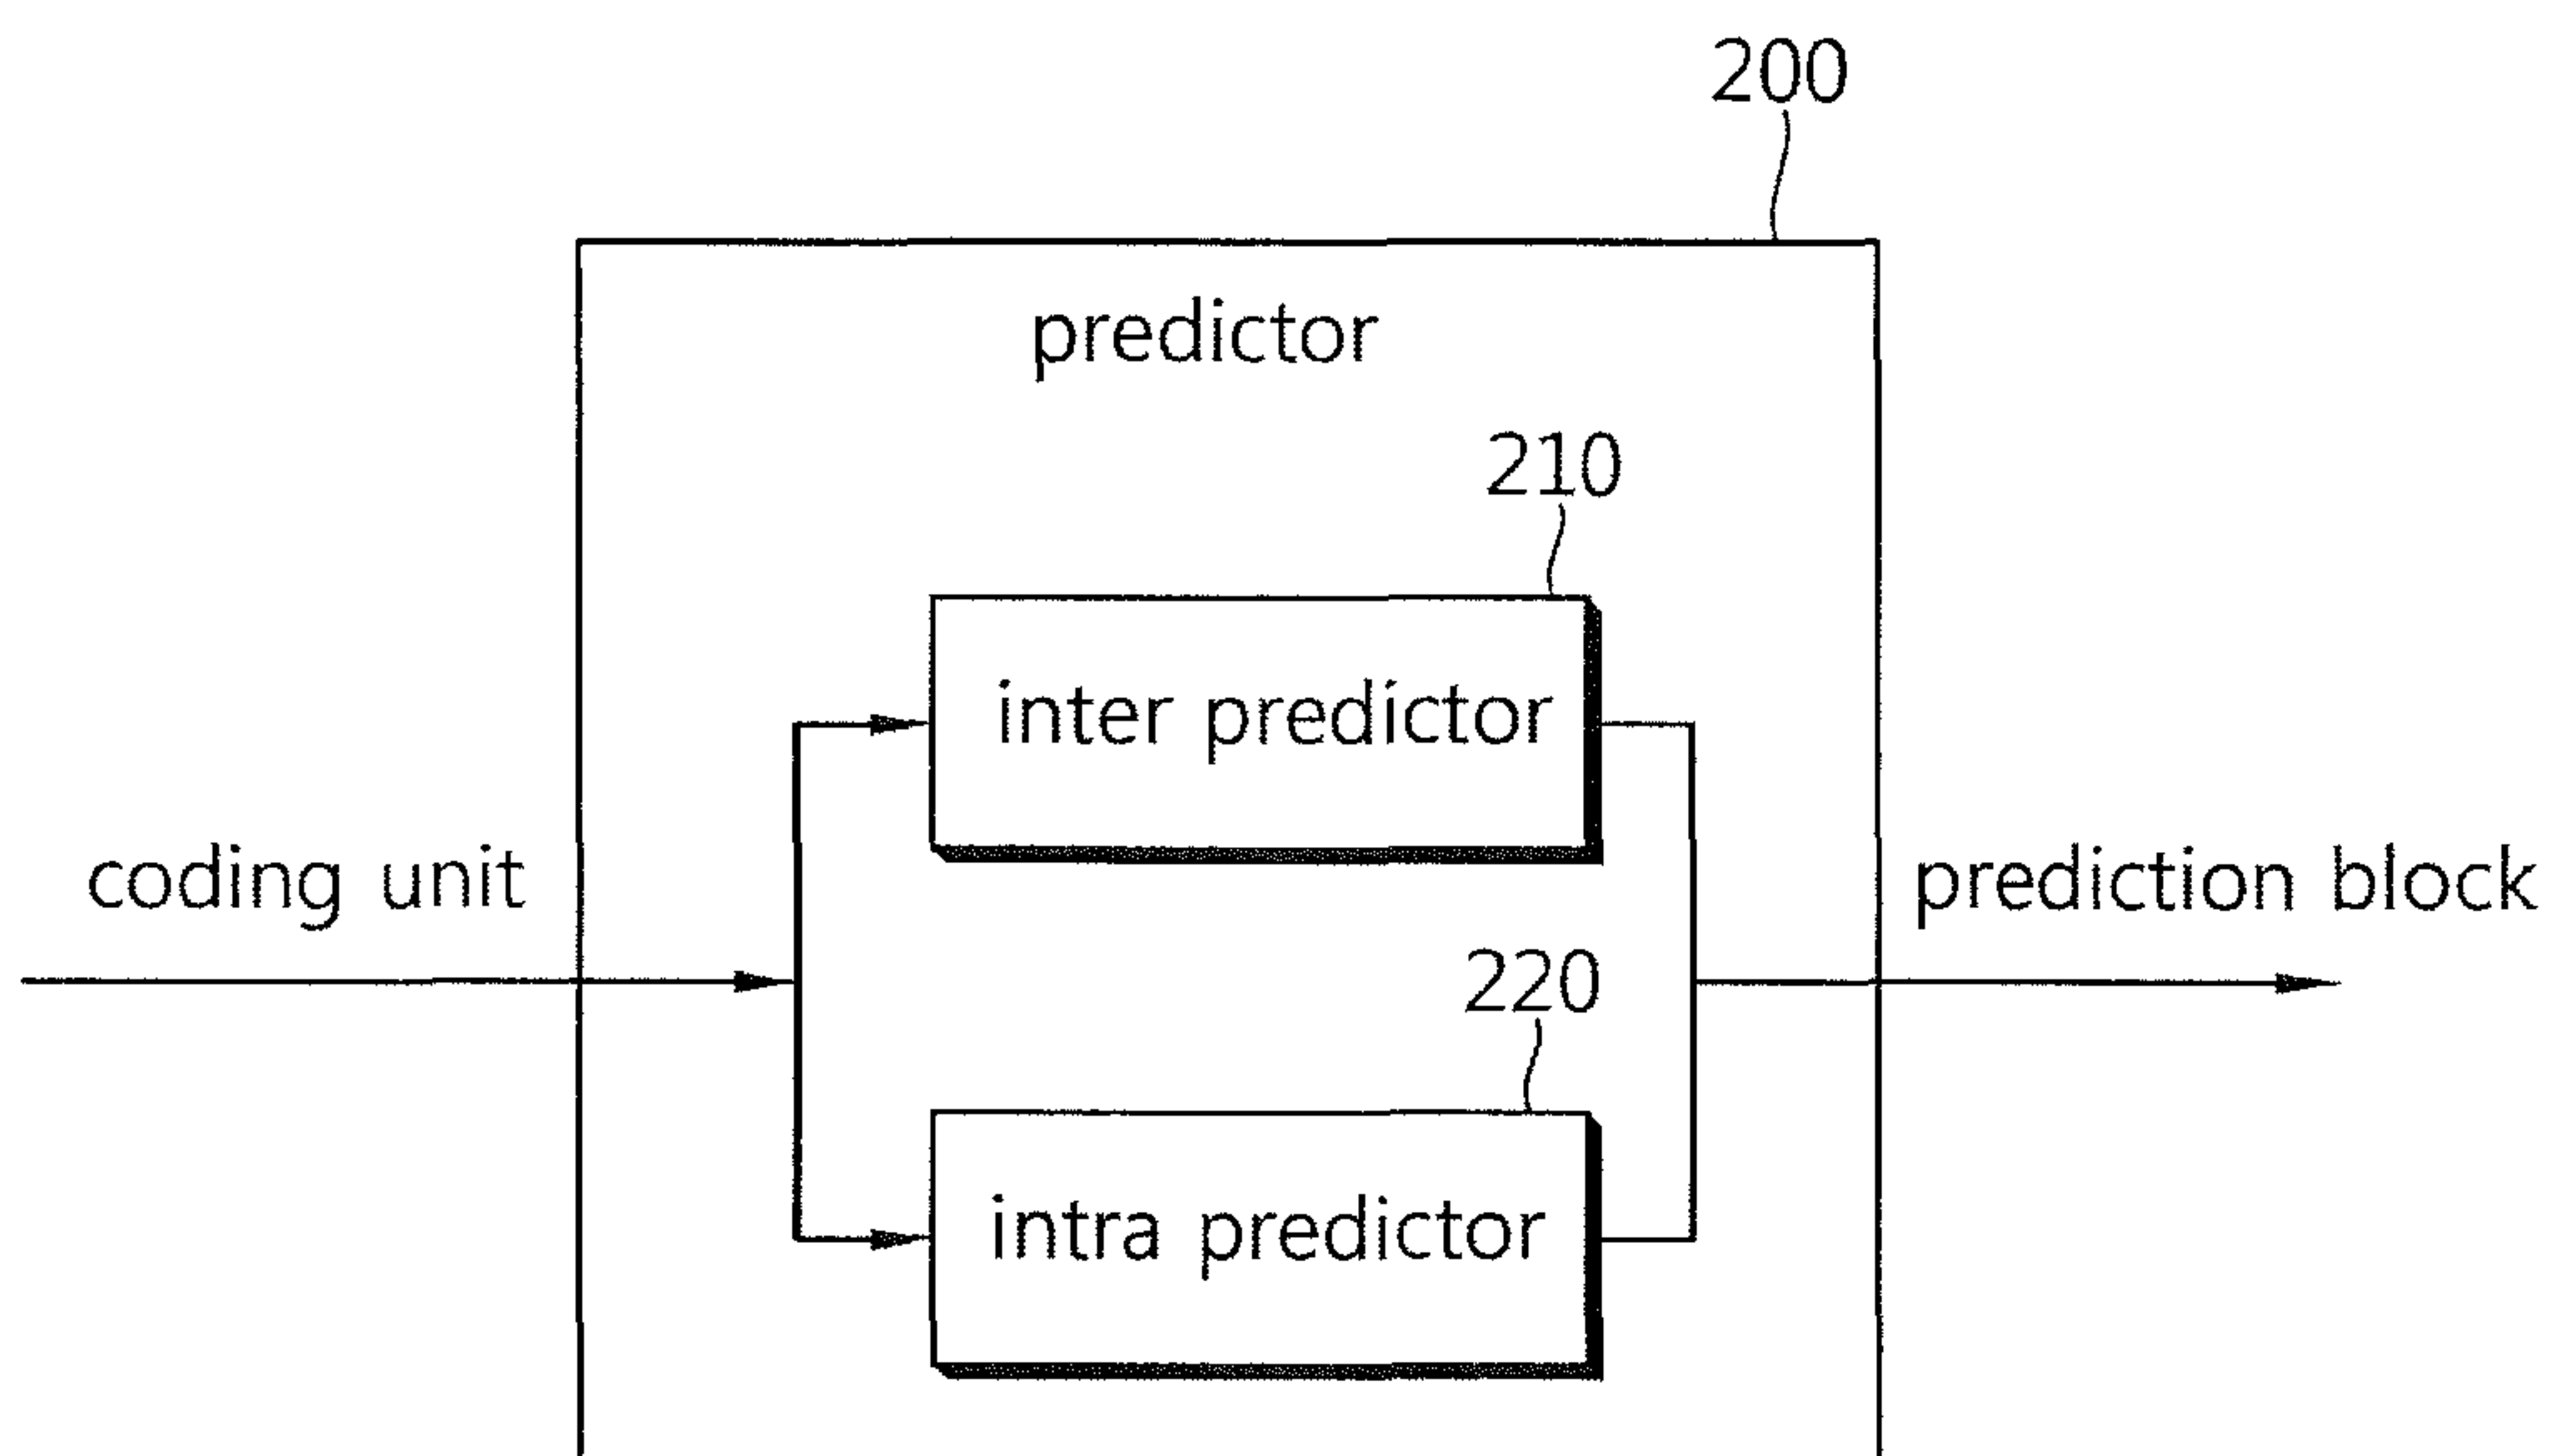 200
predictor
210
inter predictor
coding unit
prediction block
220
intra predictor